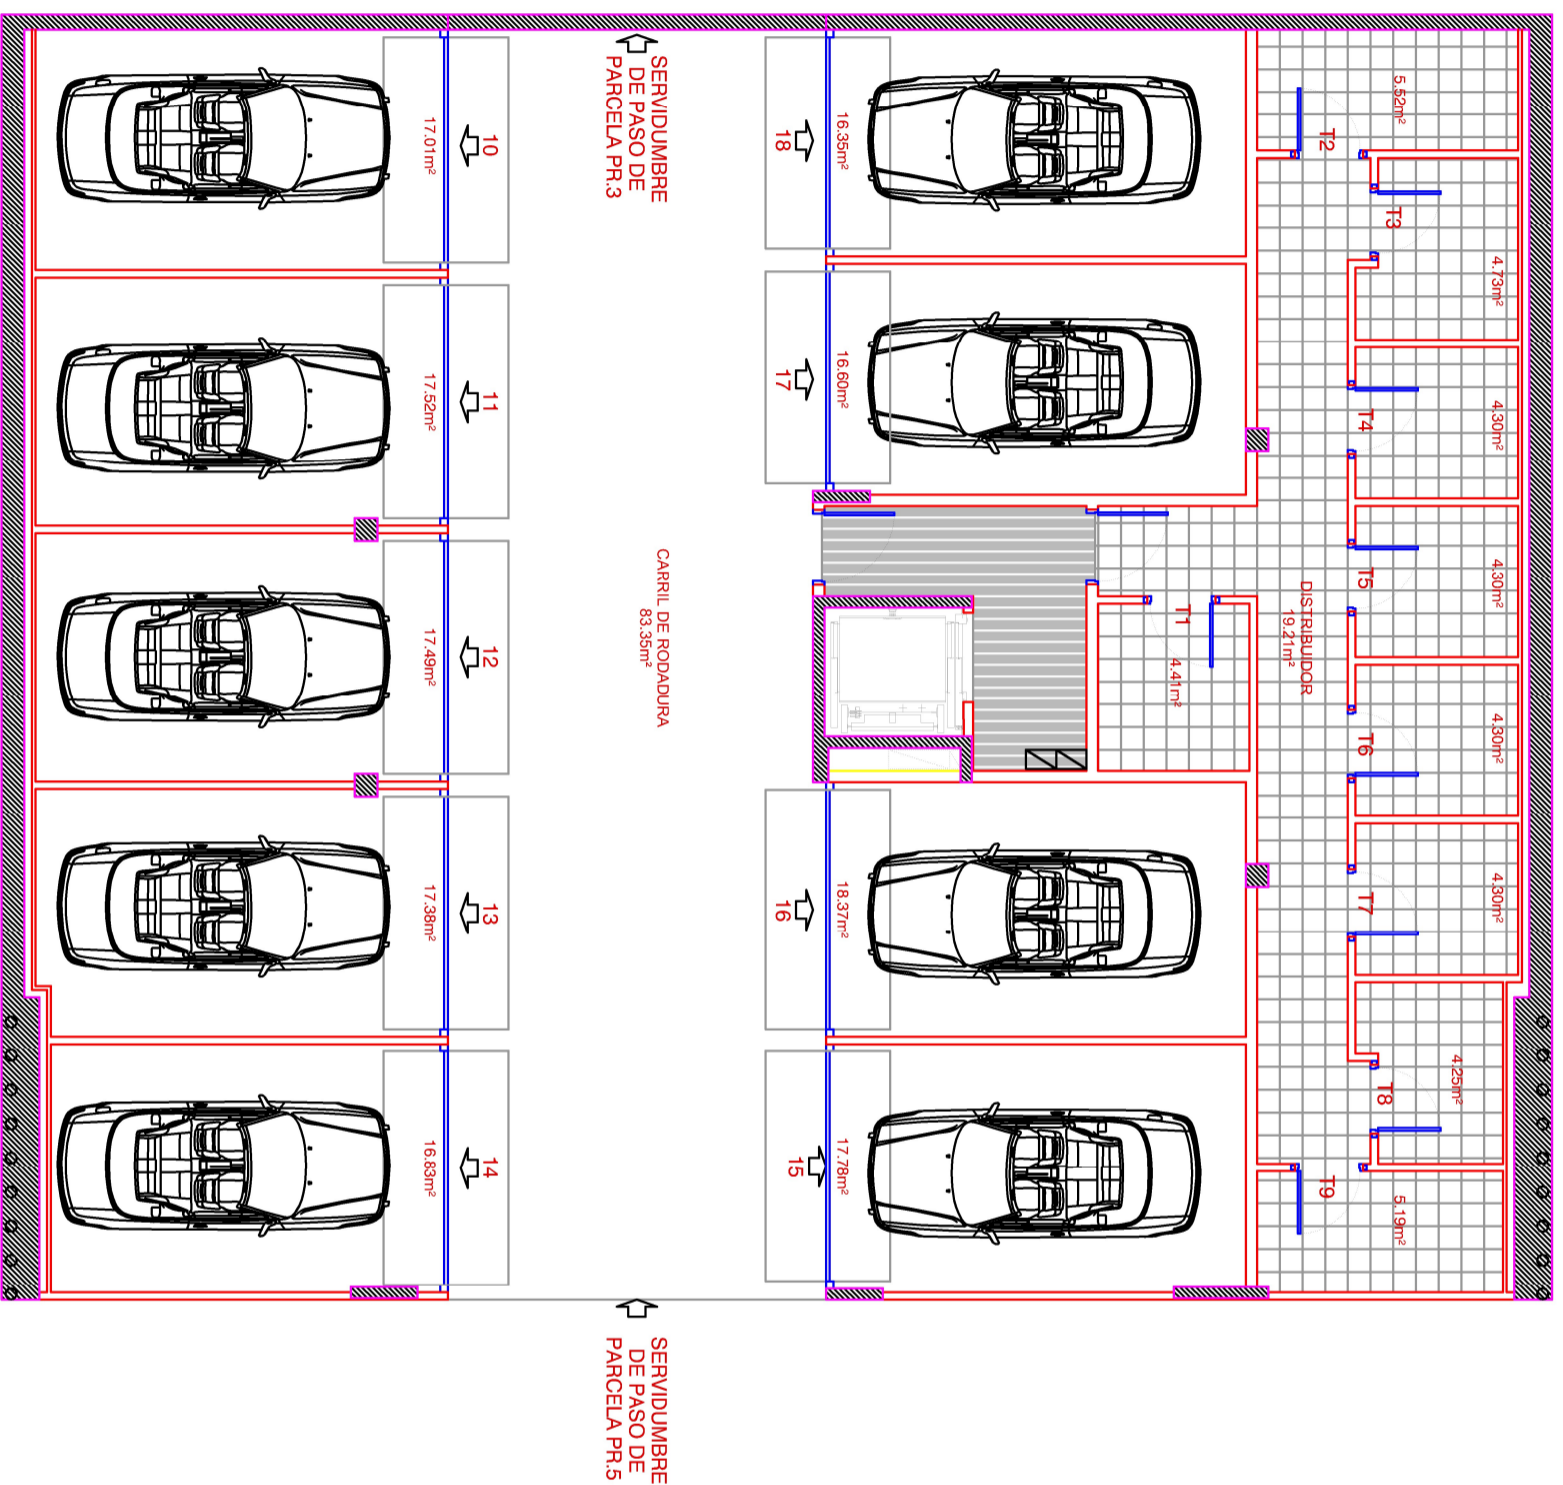 5.52m²
T2
T3
4.73m²
T4
4.30m²
T5
4.30m²
DISTRIBUIDOR
19.21m²
T1
4.41m²
T6
4.30m²
T7
4.30m²
T8
4.25m²
T9
5.19m²
16.35m²
18
16.60m²
17
18.37m²
16
17.78m²
15
SERVIDUMBRE
DE PASO DE
PARCELA PR.3
CARRIL DE RODADURA
83.35m²
SERVIDUMBRE
DE PASO DE
PARCELA PR.5
10
17.01m²
11
17.52m²
12
17.49m²
13
17.38m²
14
16.83m²